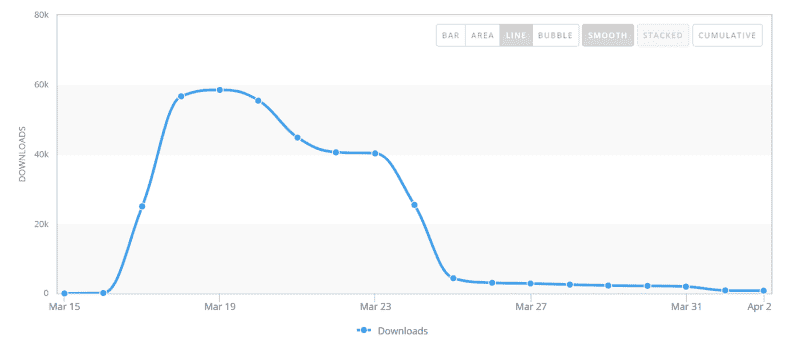 80k
BAR AREA LINE BUBBLE SMOOTH STACKED CUMULATIVE
60k
DOWNLOADS
40k
20k
0
Mar 15 Mar 19 Mar 23 Mar 27 Mar 31 Apr 2
Downloads